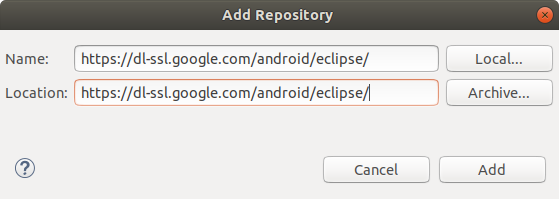 Add Repository
Name: https://dl-ssl.google.com/android/eclipse/ Local...
Location: https://dl-ssl.google.com/android/eclipse/ Archive...
? Cancel Add